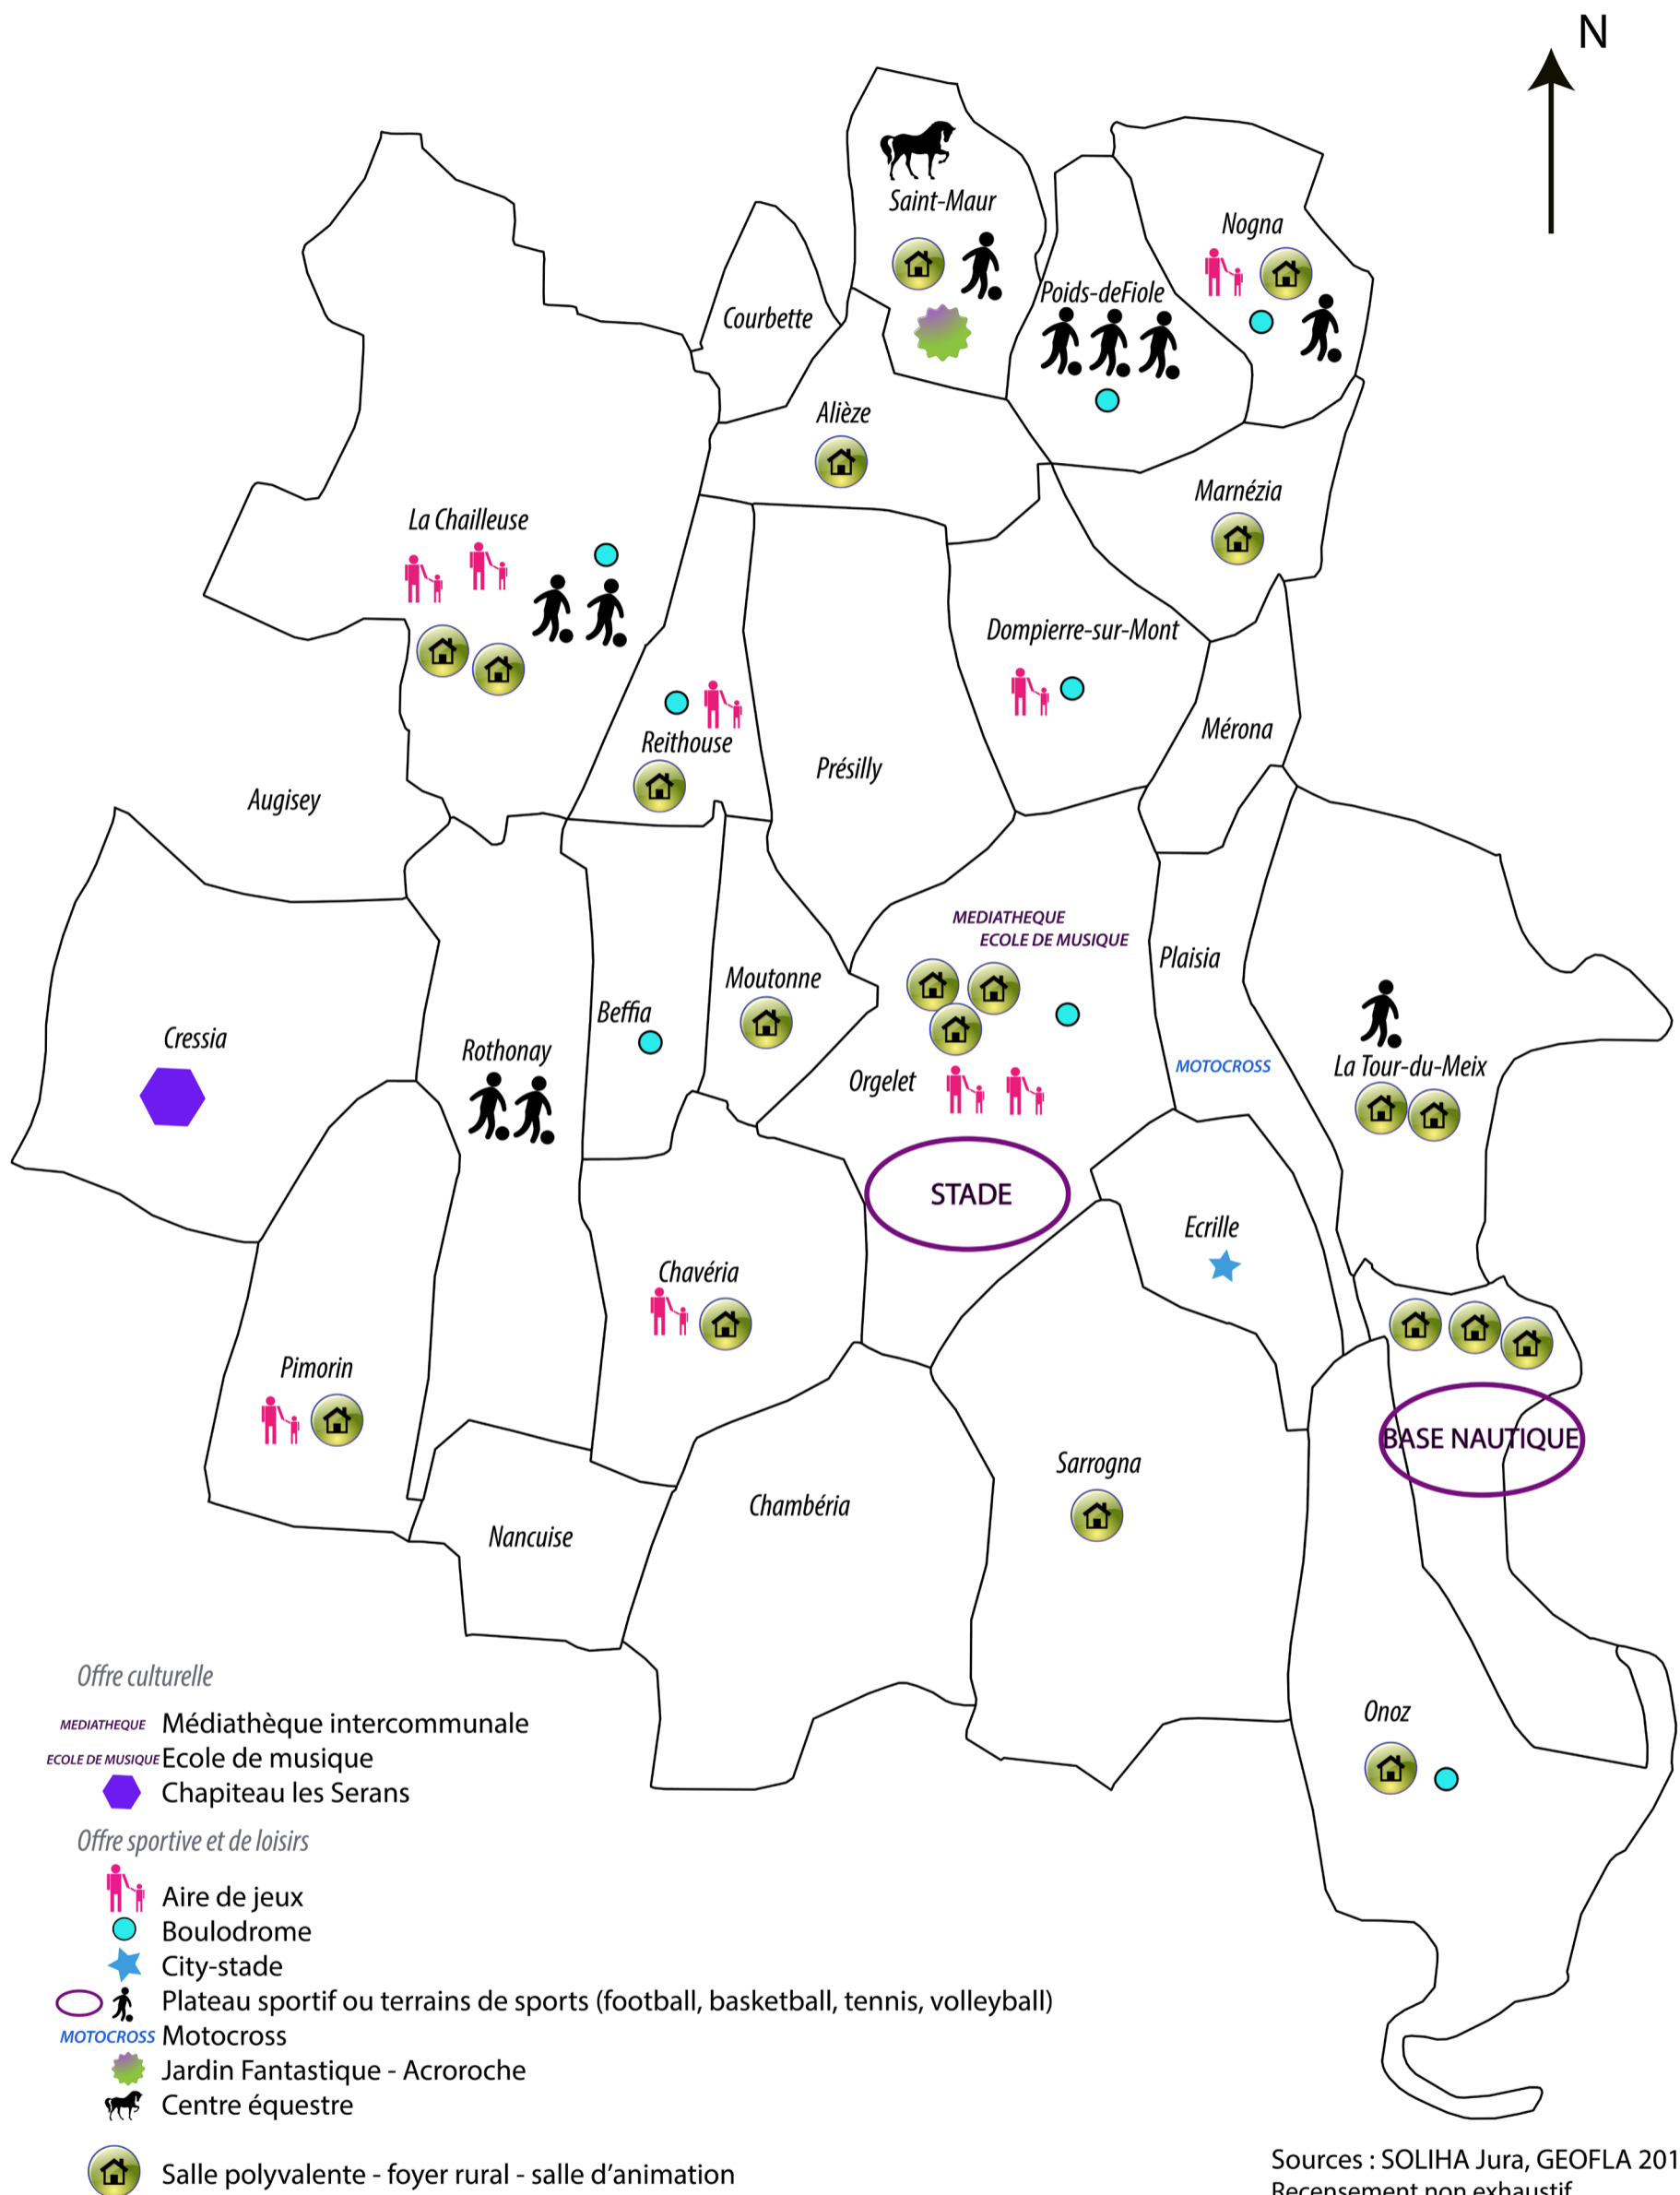 N
Saint-Maur
Nogna
Poids-deFiole
Courbette
Alièze
Marnézia
La Chailleuse
Dompierre-sur-Mont
Mérona
Reithouse
Présilly
Augisey
MEDIATHEQUE
ECOLE DE MUSIQUE
Plaisia
Moutonne
Beffia
Cressia
Rothonay
MOTOCROSS
La Tour-du-Meix
Orgelet
STADE
Ecrille
Chavéria
Pimorin
BASE NAUTIQUE
Sarrogna
Chambéria
Nancuise
Onoz
Offre culturelle
MEDIATHEQUE Médiathèque intercommunale
ECOLE DE MUSIQUE Ecole de musique
Chapiteau les Serans
Offre sportive et de loisirs
Aire de jeux
Boulodrome
City-stade
Plateau sportif ou terrains de sports (football, basketball, tennis, volleyball)
MOTOCROSS Motocross
Jardin Fantastique - Acroroche
Centre équestre
Salle polyvalente - foyer rural - salle d’animation
Sources : SOLIHA Jura, GEOFLA 201
Recensement non exhaustif